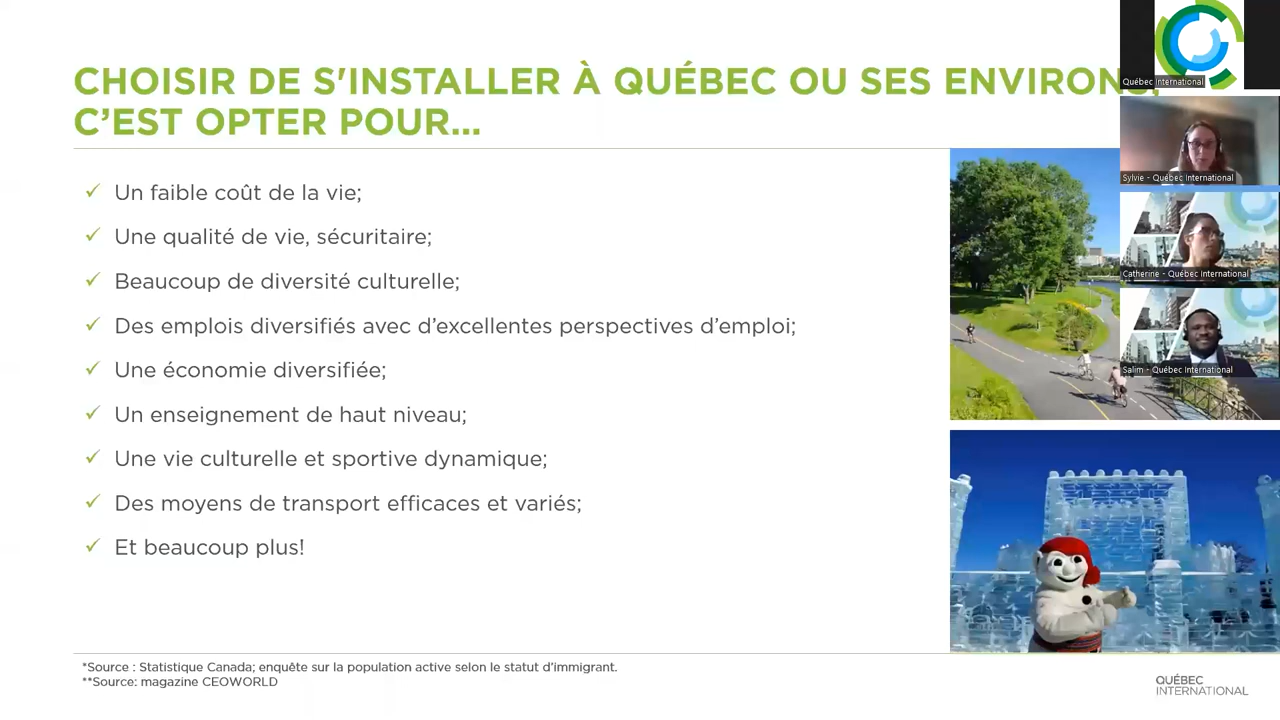 CHOISIR DE S'INSTALLER À QUÉBEC OU SES ENVIRONS,
C’EST OPTER POUR...
✓ Un faible coût de la vie;
✓ Une qualité de vie, sécuritaire;
✓ Beaucoup de diversité culturelle;
✓ Des emplois diversifiés avec d’excellentes perspectives d’emploi;
✓ Une économie diversifiée;
✓ Un enseignement de haut niveau;
✓ Une vie culturelle et sportive dynamique;
✓ Des moyens de transport efficaces et variés;
✓ Et beaucoup plus!
*Source : Statistique Canada; enquête sur la population active selon le statut d’immigrant.
**Source: magazine CEOWORLD
Québec International
Sylvie - Québec International
Catherine - Québec International
Salim - Québec International
QUÉBEC
INTERNATIONAL